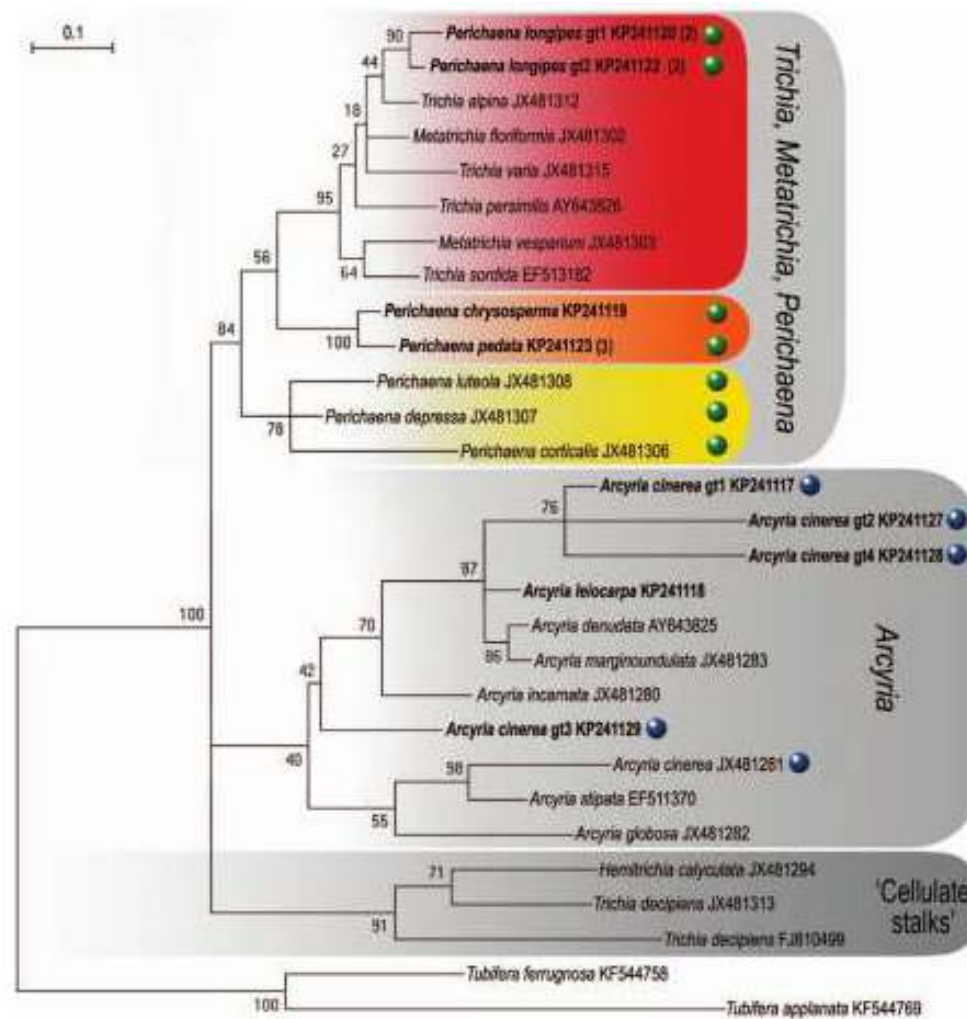 0.1
90
Perichaena longipes gt1 KP241120 (2)
44
Perichaena longipes gt2 KP241122 (3)
Trichia alpina JX481312
18
Metatrichia floriformis JX481302
27
Trichia varia JX481315
95
Trichia persimilis AY643826
Metatrichia vesparium JX481303
56
64
Trichia sordida EF513182
Perichaena chrysosperma KP241119
84
100
Perichaena pedata KP241123 (3)
Perichaena luteola JX481308
Perichaena depressa JX481307
78
Perichaena corticalis JX481306
Trichia, Metatrichia, Perichaena
Arcyria cinerea gt1 KP241117
76
Arcyria cinerea gt2 KP241127
Arcyria cinerea gt4 KP241128
97
Arcyria leiocarpa KP241118
100
70
Arcyria denudata AY643825
86
Arcyria marginoundulata JX481283
42
Arcyria incarnata JX481280
Arcyria cinerea gt3 KP241129
40
98
Arcyria cinerea JX481281
Arcyria stipata EF511370
55
Arcyria globosa JX481282
Arcyria
71
Hemitrichia calyculata JX481294
Trichia decipiens JX481313
91
Trichia decipiens FJ810499
'Cellulate
stalks'
Tubifera ferrugnosa KF544758
100
Tubifera applanata KF544769